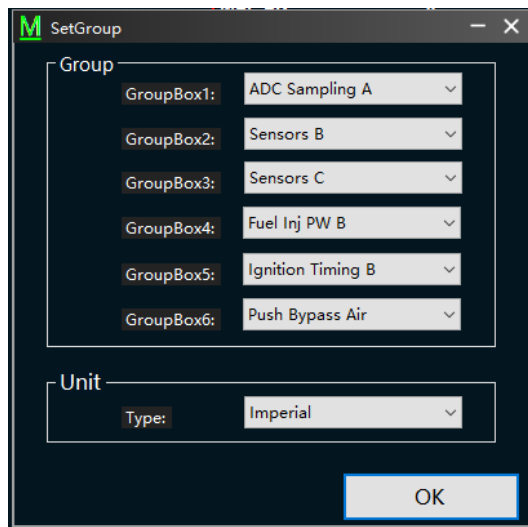 M SetGroup
Group
GroupBox1: ADC Sampling A
GroupBox2: Sensors B
GroupBox3: Sensors C
GroupBox4: Fuel Inj PW B
GroupBox5: Ignition Timing B
GroupBox6: Push Bypass Air
Unit
Type: Imperial
OK